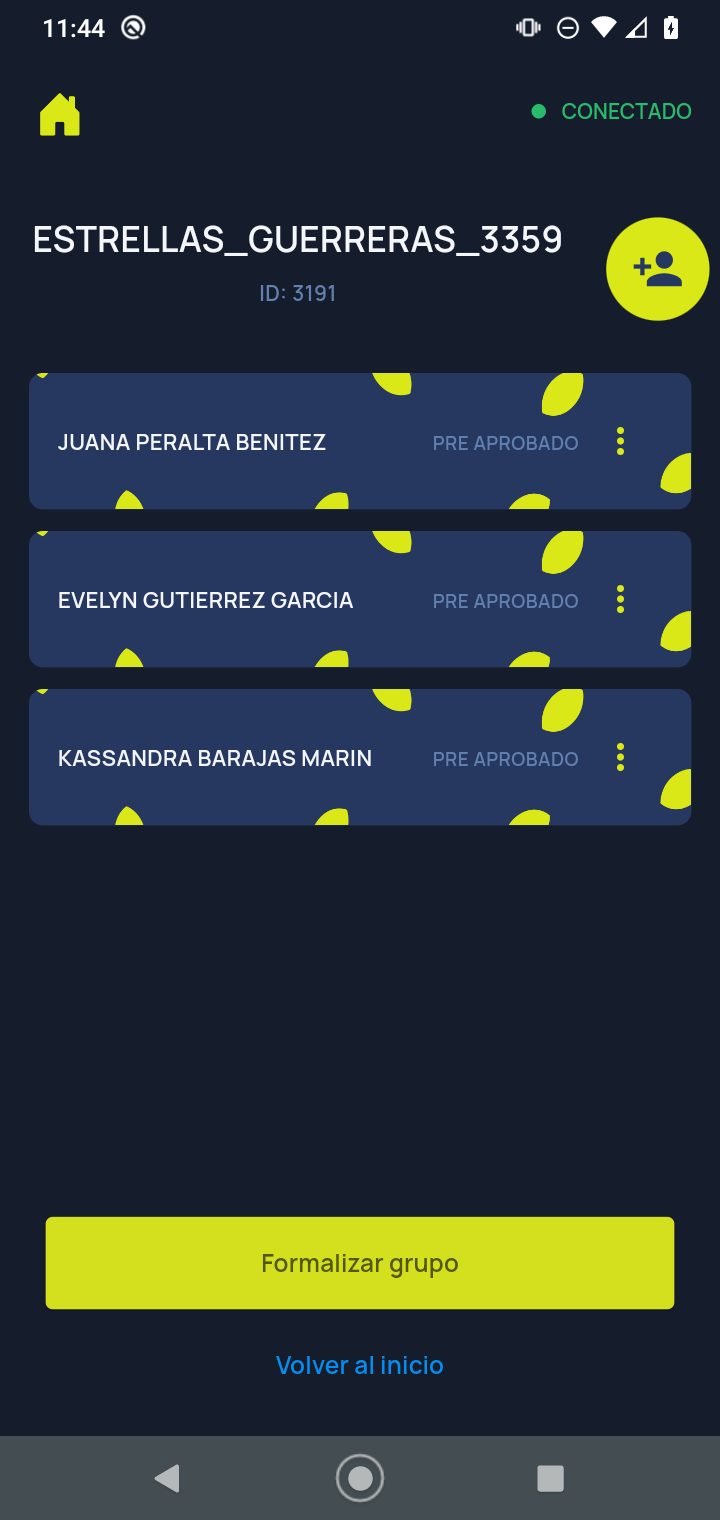 11:44
CONECTADO
ESTRELLAS_GUERRERAS_3359
ID: 3191
JUANA PERALTA BENITEZ PRE APROBADO
EVELYN GUTIERREZ GARCIA PRE APROBADO
KASSANDRA BARAJAS MARIN PRE APROBADO
Formalizar grupo
Volver al inicio